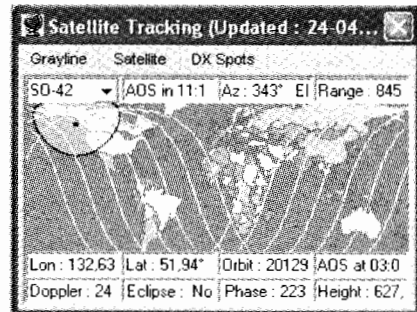 Satellite Tracking (Updated : 24-04...
Grayline Satellite DX Spots
SO-42 AOS in 11:1 Az : 343° El Range : 845
Lon : 132,63 Lat : 51,94° Orbit : 20129 AOS at 03:0
Doppler : 24 Eclipse : No Phase : 223 Height : 627,